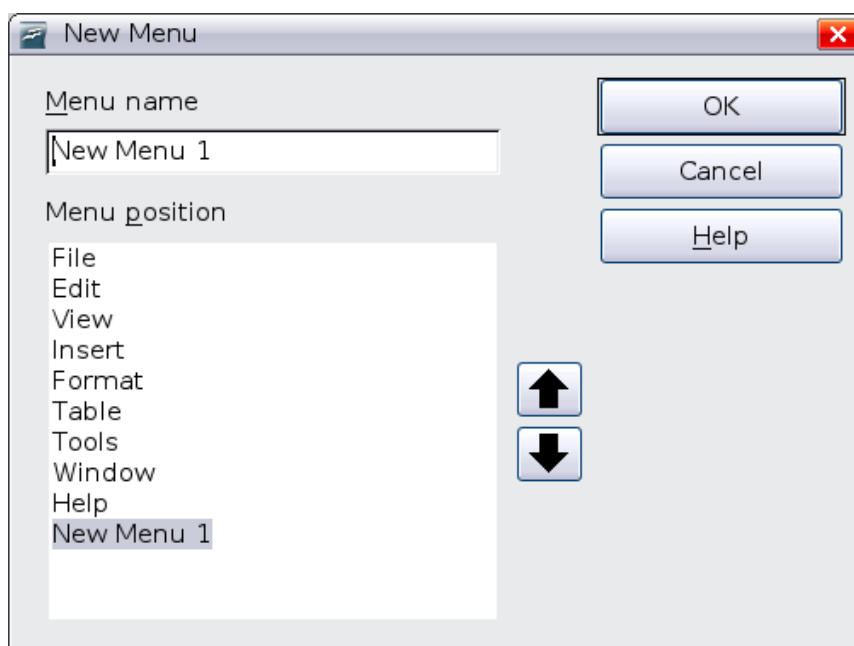 New Menu
Menu name
New Menu 1
Menu position
File
Edit
View
Insert
Format
Table
Tools
Window
Help
New Menu 1
OK
Cancel
Help